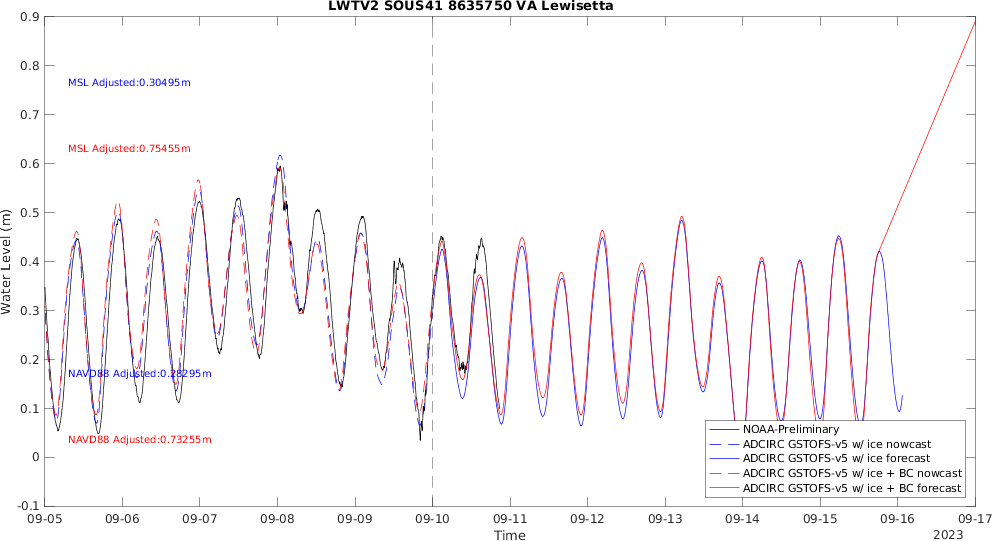 LWTV2 SOUS41 8635750 VA Lewisetta
0.9
0.8
0.7
0.6
0.5
0.4
0.3
0.2
0.1
0
-0.1
Water Level (m)
MSL Adjusted:0.30495m
MSL Adjusted:0.75455m
NAVD88 Adjusted:0.28295m
NAVD88 Adjusted:0.73255m
NOAA-Preliminary
ADCIRC GSTOFS-v5 w/ ice nowcast
ADCIRC GSTOFS-v5 w/ ice forecast
ADCIRC GSTOFS-v5 w/ ice + BC nowcast
ADCIRC GSTOFS-v5 w/ ice + BC forecast
09-05 09-06 09-07 09-08 09-09 09-10 09-11 09-12 09-13 09-14 09-15 09-16 09-17
Time
2023